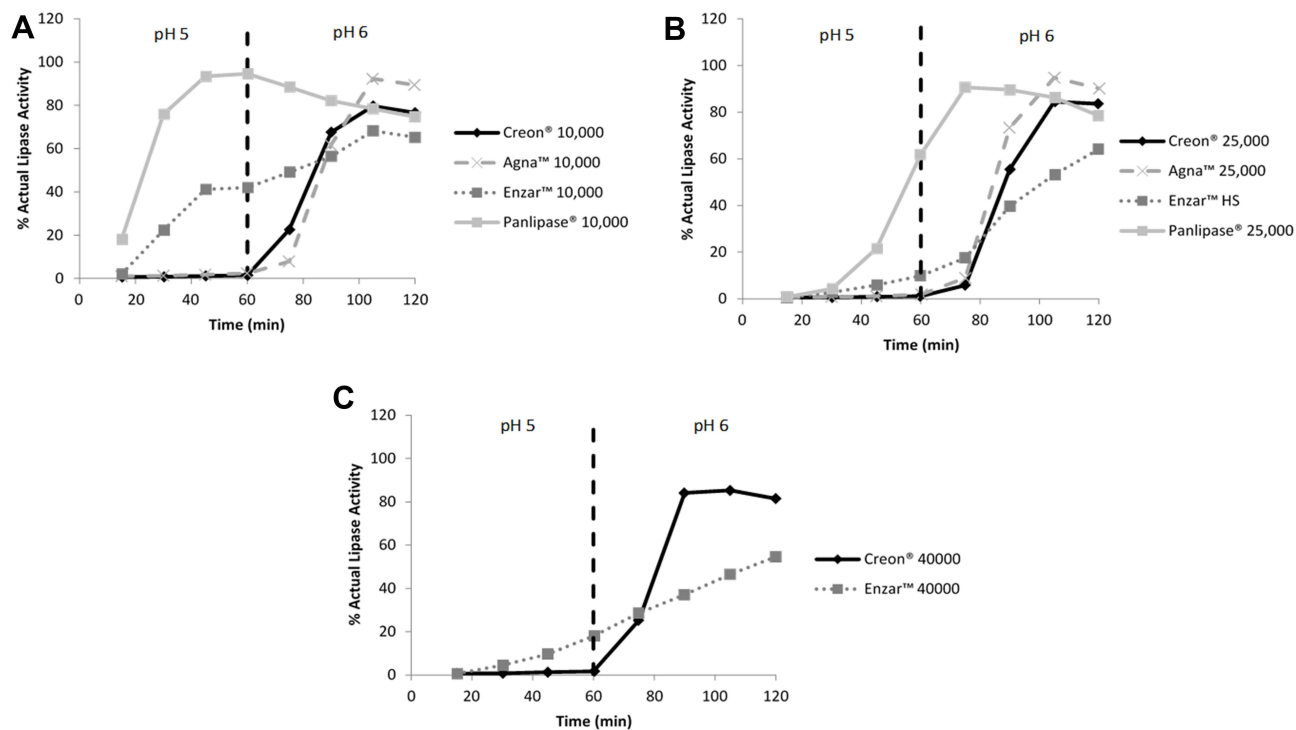 A
pH 5
pH 6
120
100
80
60
40
20
0
% Actual Lipase Activity
0 20 40 60 80 100 120
Time (min)
Creon® 10,000
Agna™ 10,000
Enzar™ 10,000
Panlipase® 10,000
B
pH 5
pH 6
120
100
80
60
40
20
0
% Actual Lipase Activity
0 20 40 60 80 100 120
Time (min)
Creon® 25,000
Agna™ 25,000
Enzar™ HS
Panlipase® 25,000
C
pH 5
pH 6
120
100
80
60
40
20
0
% Actual Lipase Activity
0 20 40 60 80 100 120
Time (min)
Creon® 40000
Enzar™ 40000